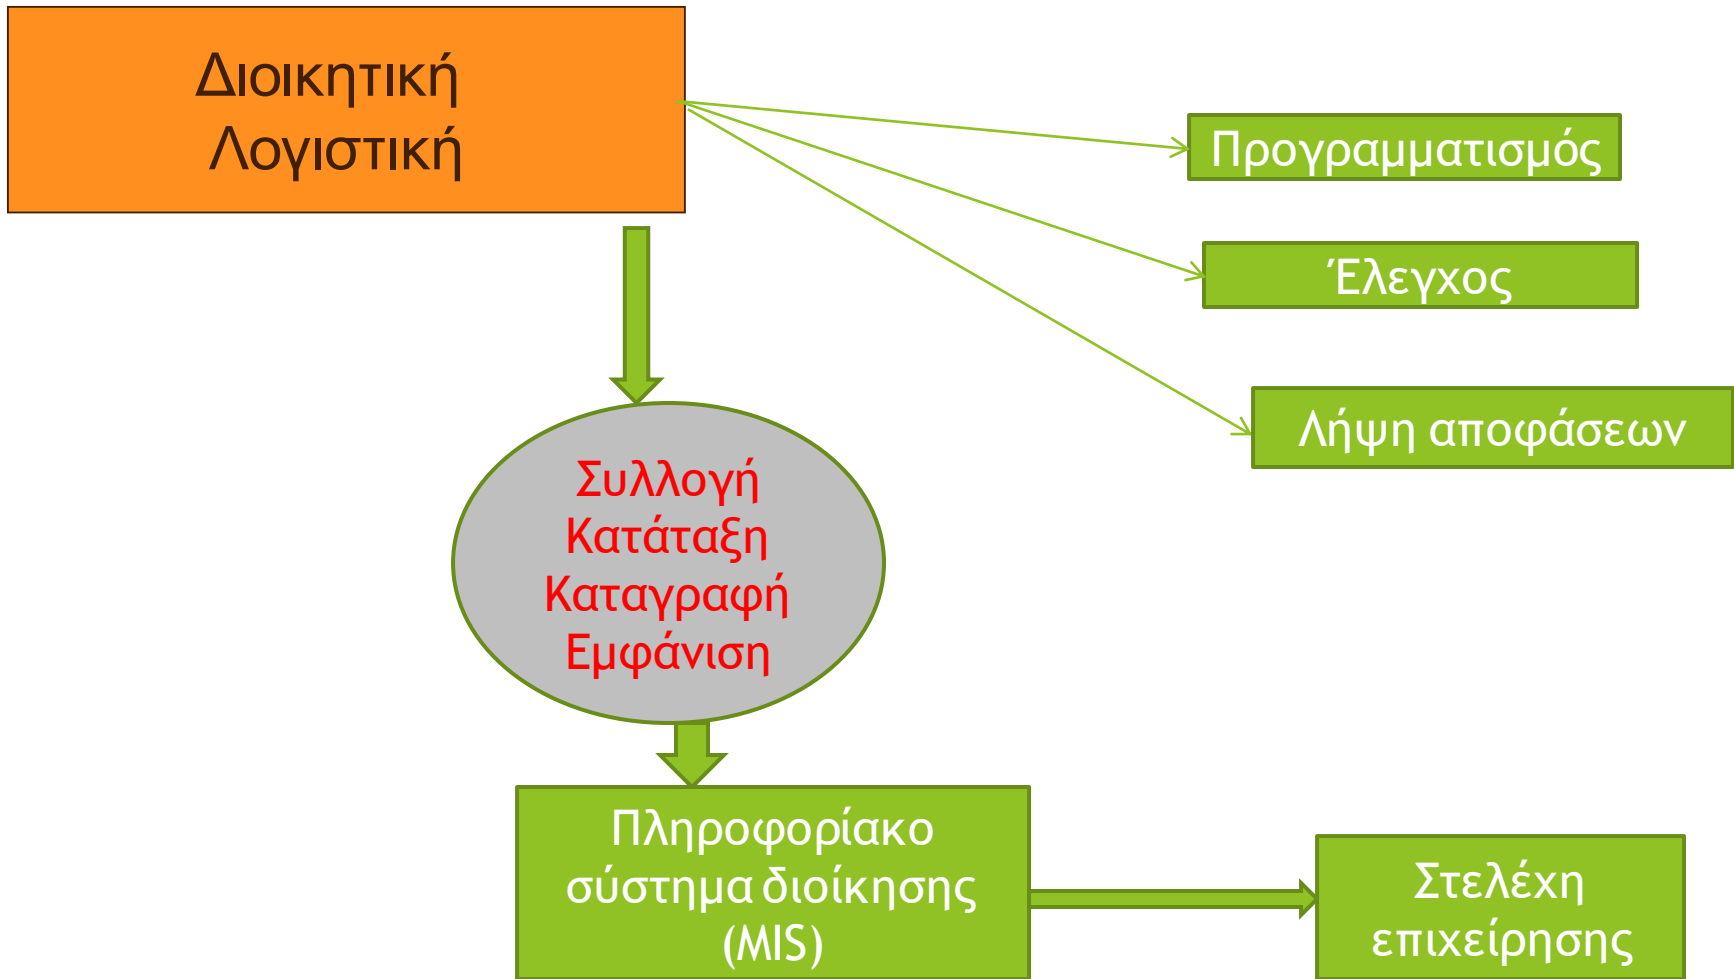 Διοικητική
Λογιστική
Προγραμματισμός
Έλεγχος
Λήψη αποφάσεων
Συλλογή
Κατάταξη
Καταγραφή
Εμφάνιση
Πληροφορίακο
σύστημα διοίκησης
(MIS)
Στελέχη
επιχείρησης